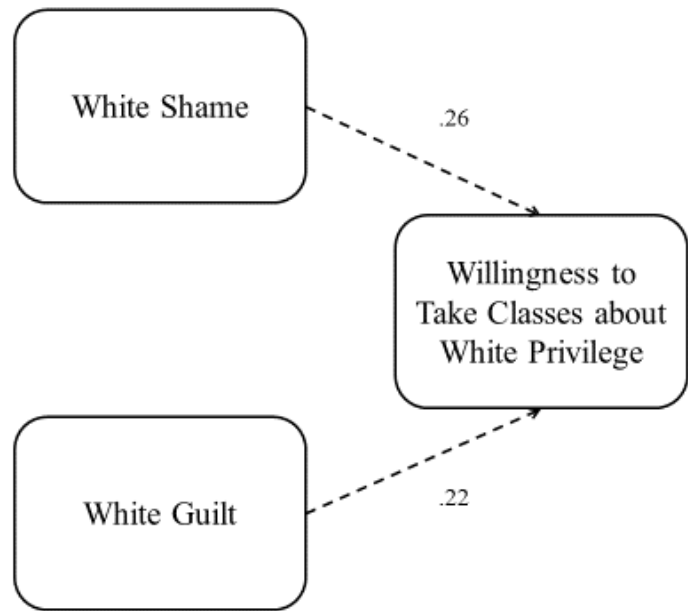 White Shame
.26
Willingness to
Take Classes about
White Privilege
White Guilt
.22